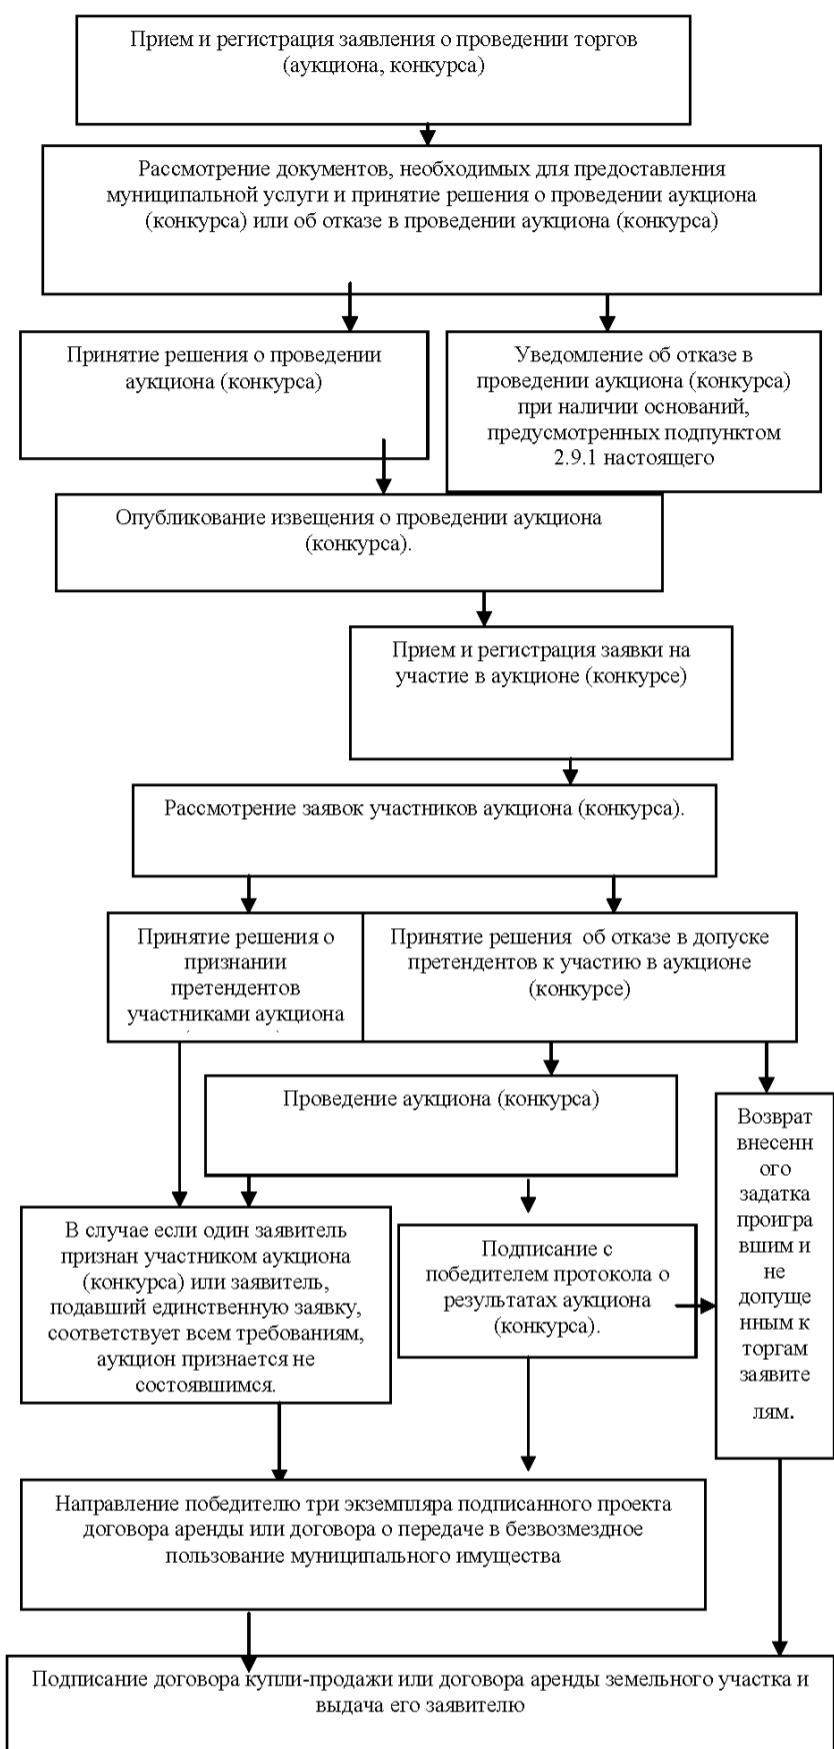 Прием и регистрация заявления о проведении торгов
(аукциона, конкурса)
Рассмотрение документов, необходимых для предоставления
муниципальной услуги и принятие решения о проведении аукциона
(конкурса) или об отказе в проведении аукциона (конкурса)
Принятие решения о проведении
аукциона (конкурса)
Уведомление об отказе в
проведении аукциона (конкурса)
при наличии оснований,
предусмотренных подпунктом
2.9.1 настоящего
Опубликование извещения о проведении аукциона
(конкурса).
Прием и регистрация заявки на
участие в аукционе (конкурсе)
Рассмотрение заявок участников аукциона (конкурса).
Принятие решения о
признании
претендентов
участниками аукциона
Принятие решения об отказе в допуске
претендентов к участию в аукционе
(конкурсе)
Проведение аукциона (конкурса)
Возврат
внесенн
ого
задатка
проигра
вшим и
не
допуще
нным к
торгам
заявите
лям.
В случае если один заявитель
признан участником аукциона
(конкурса) или заявитель,
подавший единственную заявку,
соответствует всем требованиям,
аукцион признается не
состоявшимся.
Подписание с
победителем протокола о
результатах аукциона
(конкурса).
Направление победителю три экземпляра подписанного проекта
договора аренды или договора о передаче в безвозмездное
пользование муниципального имущества
Подписание договора купли-продажи или договора аренды земельного участка и
выдача его заявителю